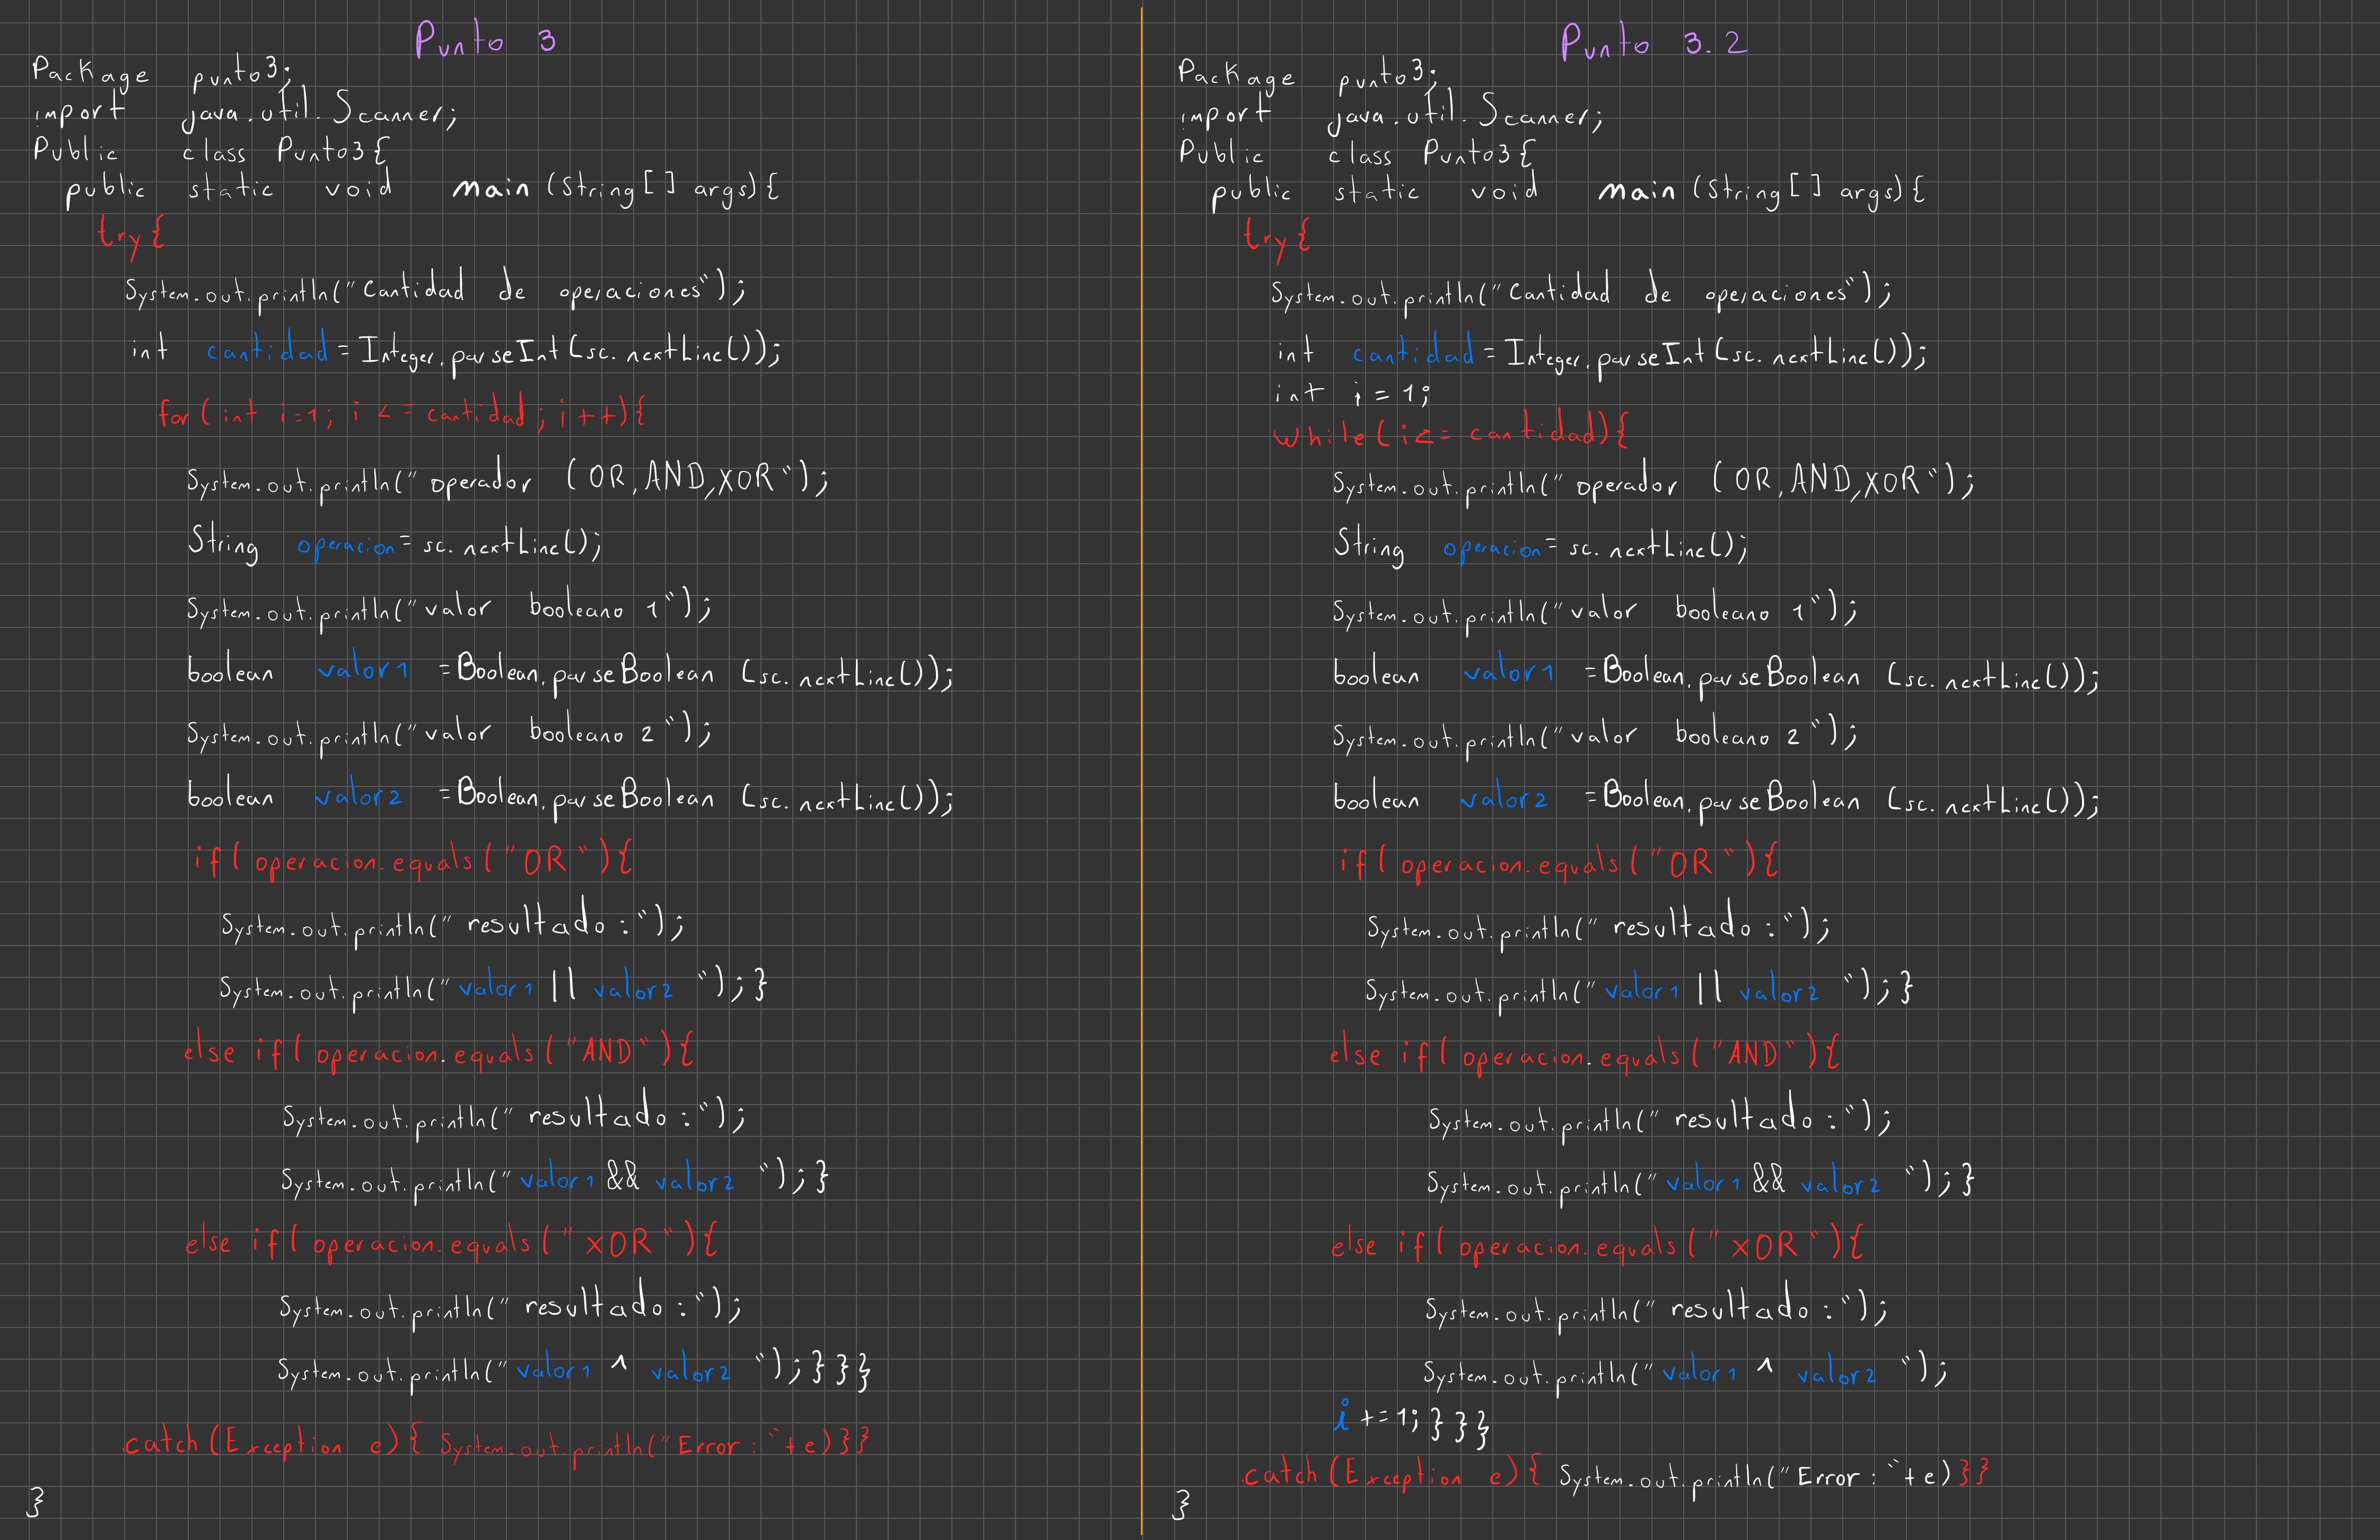 Punto 3
Package punto3;
import java.util.Scanner;
Public class Punto3{
public static void main (String[] args){
try{
System.out.println("Cantidad de operaciones");
int cantidad = Integer.parseInt(sc.nextLine());
for(int i=1; i <= cantidad; i++){
System.out.println("operador (OR,AND,XOR");
String operacion = sc.nextLine();
System.out.println("valor booleano 1");
boolean valor1 = Boolean.parseBoolean (sc.nextLine());
System.out.println("valor booleano 2");
boolean valor2 = Boolean.parseBoolean (sc.nextLine());
if( operacion.equals("OR"){
System.out.println("resultado:");
System.out.println("valor1 || valor2 ");}
else if( operacion.equals("AND"){
System.out.println("resultado:");
System.out.println("valor1 && valor2 ");}
else if( operacion.equals("XOR"){
System.out.println("resultado:");
System.out.println("valor1 ^ valor2 ");}}}
catch(Exception e){ System.out.println("Error:"+e)}}
}
Punto 3.2
Package punto3;
import java.util.Scanner;
Public class Punto3{
public static void main (String[] args){
try{
System.out.println("Cantidad de operaciones");
int cantidad = Integer.parseInt(sc.nextLine());
int i = 1;
while(i<= cantidad){
System.out.println("operador (OR,AND,XOR");
String operacion = sc.nextLine();
System.out.println("valor booleano 1");
boolean valor1 = Boolean.parseBoolean (sc.nextLine());
System.out.println("valor booleano 2");
boolean valor2 = Boolean.parseBoolean (sc.nextLine());
if( operacion.equals("OR"){
System.out.println("resultado:");
System.out.println("valor1 || valor2 ");}
else if( operacion.equals("AND"){
System.out.println("resultado:");
System.out.println("valor1 && valor2 ");}
else if( operacion.equals("XOR"){
System.out.println("resultado:");
System.out.println("valor1 ^ valor2 ");
i +=1;}}}
catch(Exception e){ System.out.println("Error:"+e)}}
}